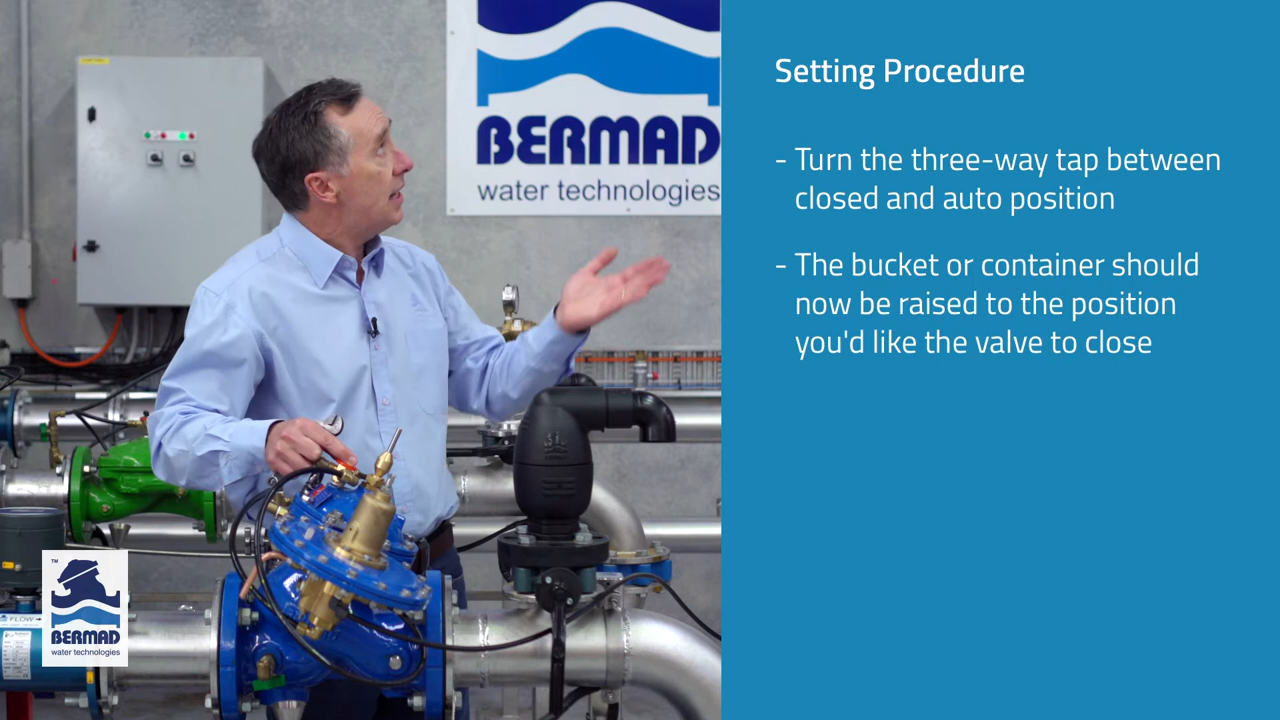 BERMAD
water technologies
Setting Procedure
- Turn the three-way tap between
closed and auto position
- The bucket or container should
now be raised to the position
you'd like the valve to close
FLOW
TM
BERMAD
water technologies